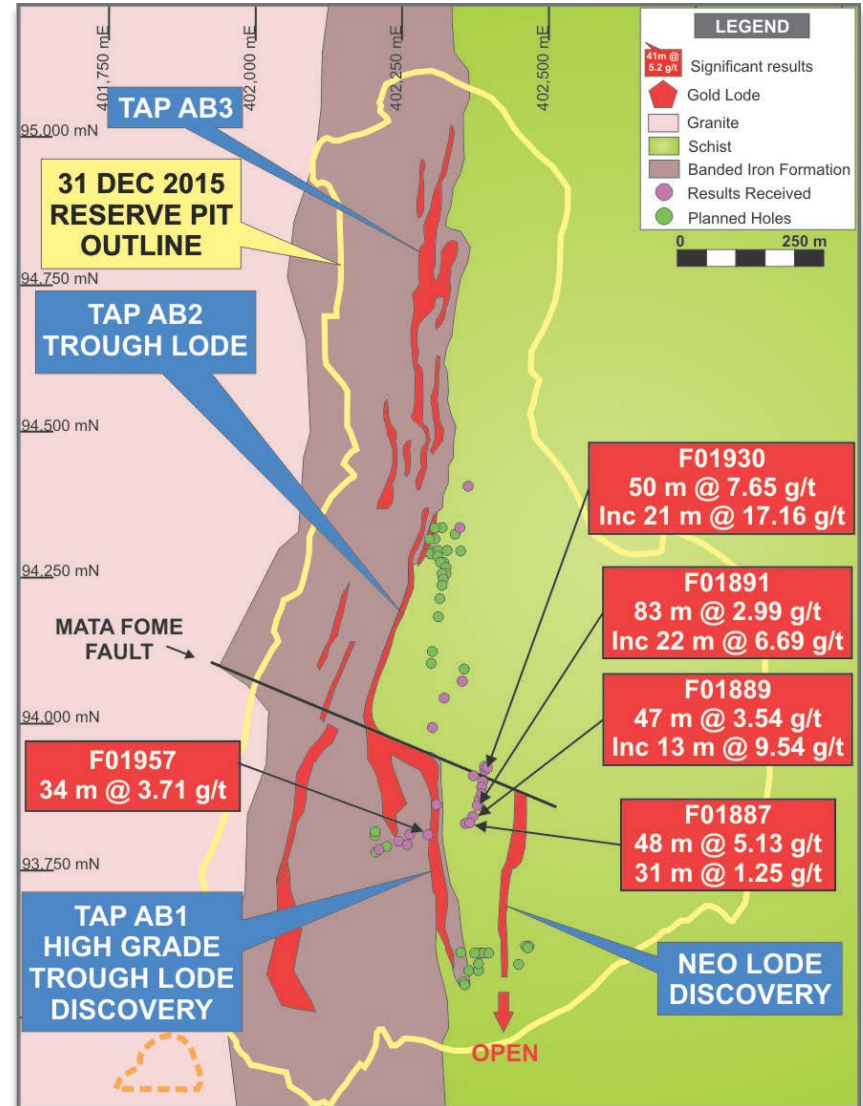 401,750 mE
402,000 mE
402,250 mE
402,500 mE
LEGEND
41m @
5.2 g/t
Significant results
Gold Lode
Granite
Schist
Banded Iron Formation
Results Received
Planned Holes
0 250 m
TAP AB3
95,000 mN
31 DEC 2015
RESERVE PIT
OUTLINE
94,750 mN
TAP AB2
TROUGH LODE
94,500 mN
F01930
50 m @ 7.65 g/t
Inc 21 m @ 17.16 g/t
94,250 mN
F01891
83 m @ 2.99 g/t
Inc 22 m @ 6.69 g/t
MATA FOME
FAULT
F01889
47 m @ 3.54 g/t
Inc 13 m @ 9.54 g/t
94,000 mN
F01957
34 m @ 3.71 g/t
F01887
48 m @ 5.13 g/t
31 m @ 1.25 g/t
93,750 mN
TAP AB1
HIGH GRADE
TROUGH LODE
DISCOVERY
NEO LODE
DISCOVERY
OPEN